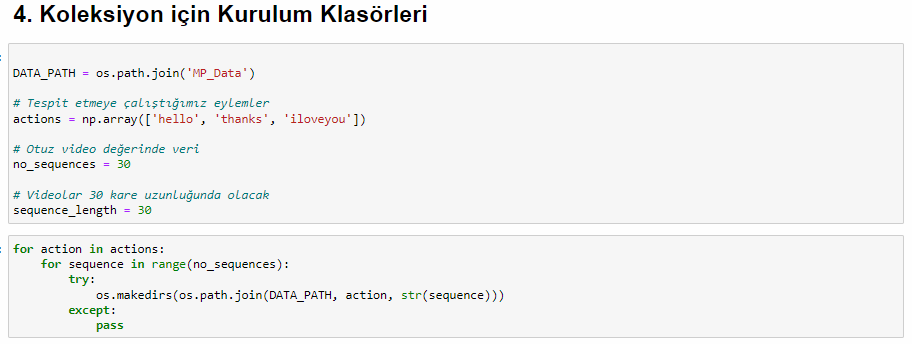 4. Koleksiyon için Kurulum Klasörleri
DATA_PATH = os.path.join('MP_Data')
# Tespit etmeye çalıştığımız eylemler
actions = np.array(['hello', 'thanks', 'iloveyou'])
# Otuz video değerinde veri
no_sequences = 30
# Videolar 30 kare uzunluğunda olacak
sequence_length = 30
for action in actions:
    for sequence in range(no_sequences):
        try:
            os.makedirs(os.path.join(DATA_PATH, action, str(sequence)))
        except:
            pass